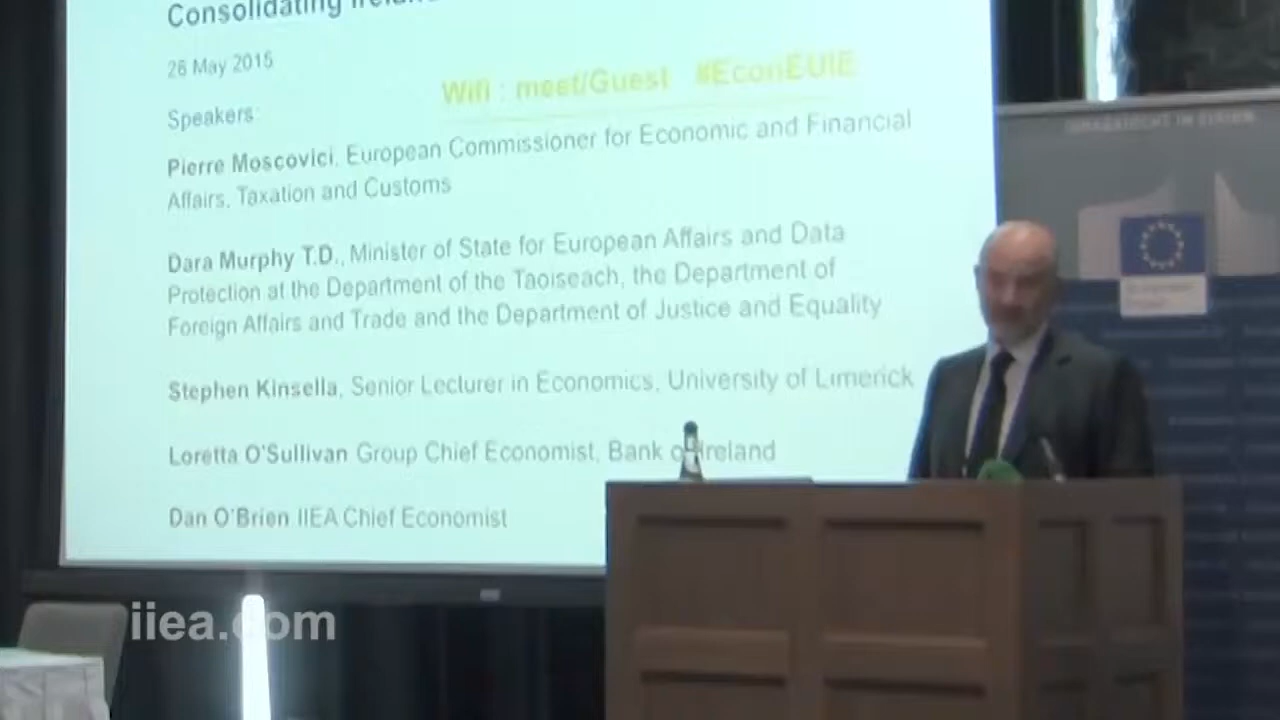 Consolidating
26 May 2015
Wifi : meet/Guest #EconEUIE
Speakers:
Pierre Moscovici, European Commissioner for Economic and Financial
Affairs, Taxation and Customs
Dara Murphy T.D., Minister of State for European Affairs and Data
Protection at the Department of the Taoiseach, the Department of
Foreign Affairs and Trade and the Department of Justice and Equality
Stephen Kinsella, Senior Lecturer in Economics, University of Limerick
Loretta O'Sullivan Group Chief Economist, Bank of Ireland
Dan O'Brien IIEA Chief Economist
iiea.com